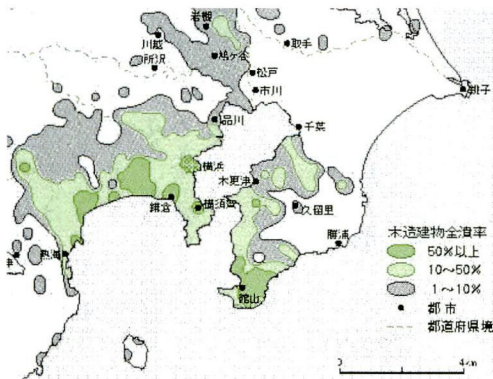 岩槻
川越
取手
所沢
鳩ケ谷
松戸
市川
銚子
品川
千葉
横浜
木更津
鎌倉
横須賀
久留里
勝浦
熱海
津
館山
木造建物全潰率
50%以上
10～50%
1～10%
都市
都道府県境
0
4km